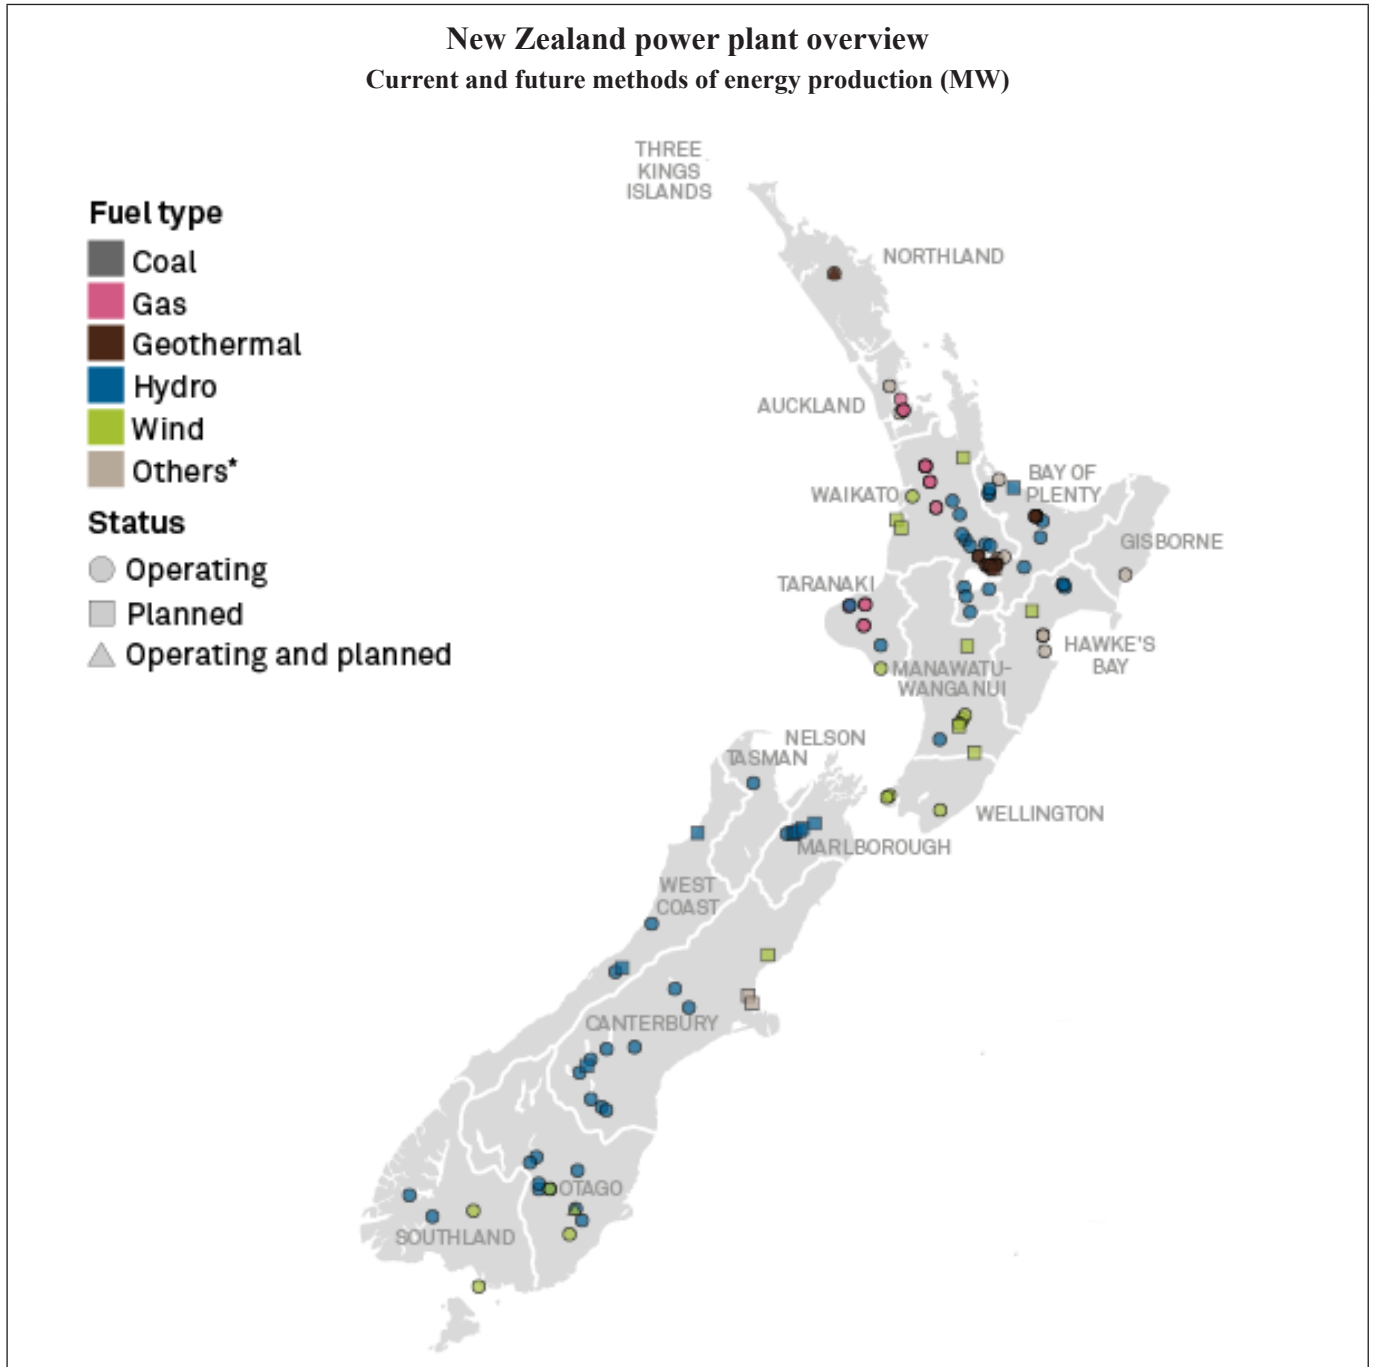 New Zealand power plant overview
Current and future methods of energy production (MW)
THREE
KINGS
ISLANDS
Fuel type
Coal
Gas
Geothermal
Hydro
Wind
Others*
Status
Operating
Planned
Operating and planned
NORTHLAND
AUCKLAND
BAY OF
PLENTY
WAIKATO
GISBORNE
TARANAKI
HAWKE'S
BAY
MANAWATU-
WANGANUI
NELSON
TASMAN
WELLINGTON
MARLBOROUGH
WEST
COAST
CANTERBURY
OTAGO
SOUTHLAND